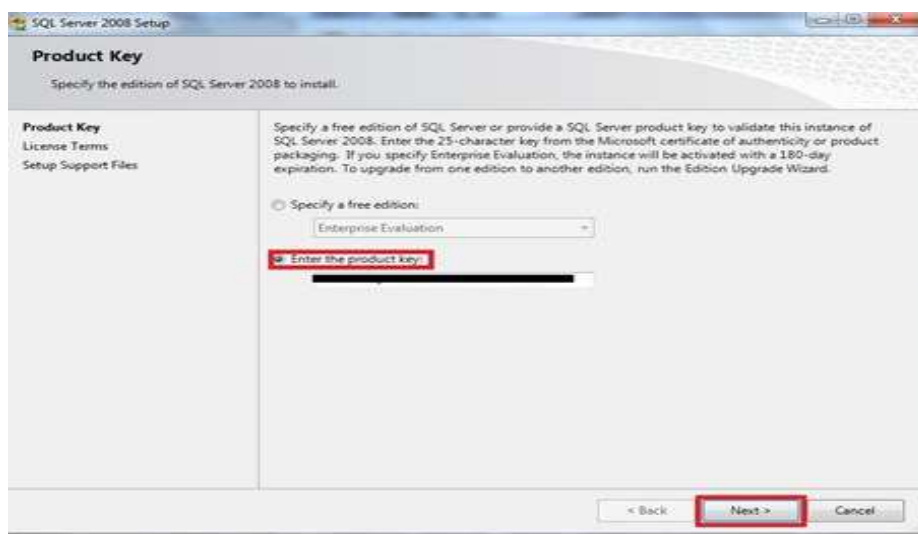 SQL Server 2008 Setup
Product Key
Specify the edition of SQL Server 2008 to install.
Product Key
License Terms
Setup Support Files
Specify a free edition of SQL Server or provide a SQL Server product key to validate this instance of
SQL Server 2008. Enter the 25-character key from the Microsoft certificate of authenticity or product
packaging. If you specify Enterprise Evaluation, the instance will be activated with a 180-day
expiration. To upgrade from one edition to another edition, run the Edition Upgrade Wizard.
Specify a free edition:
Enterprise Evaluation
Enter the product key:
< Back
Next >
Cancel